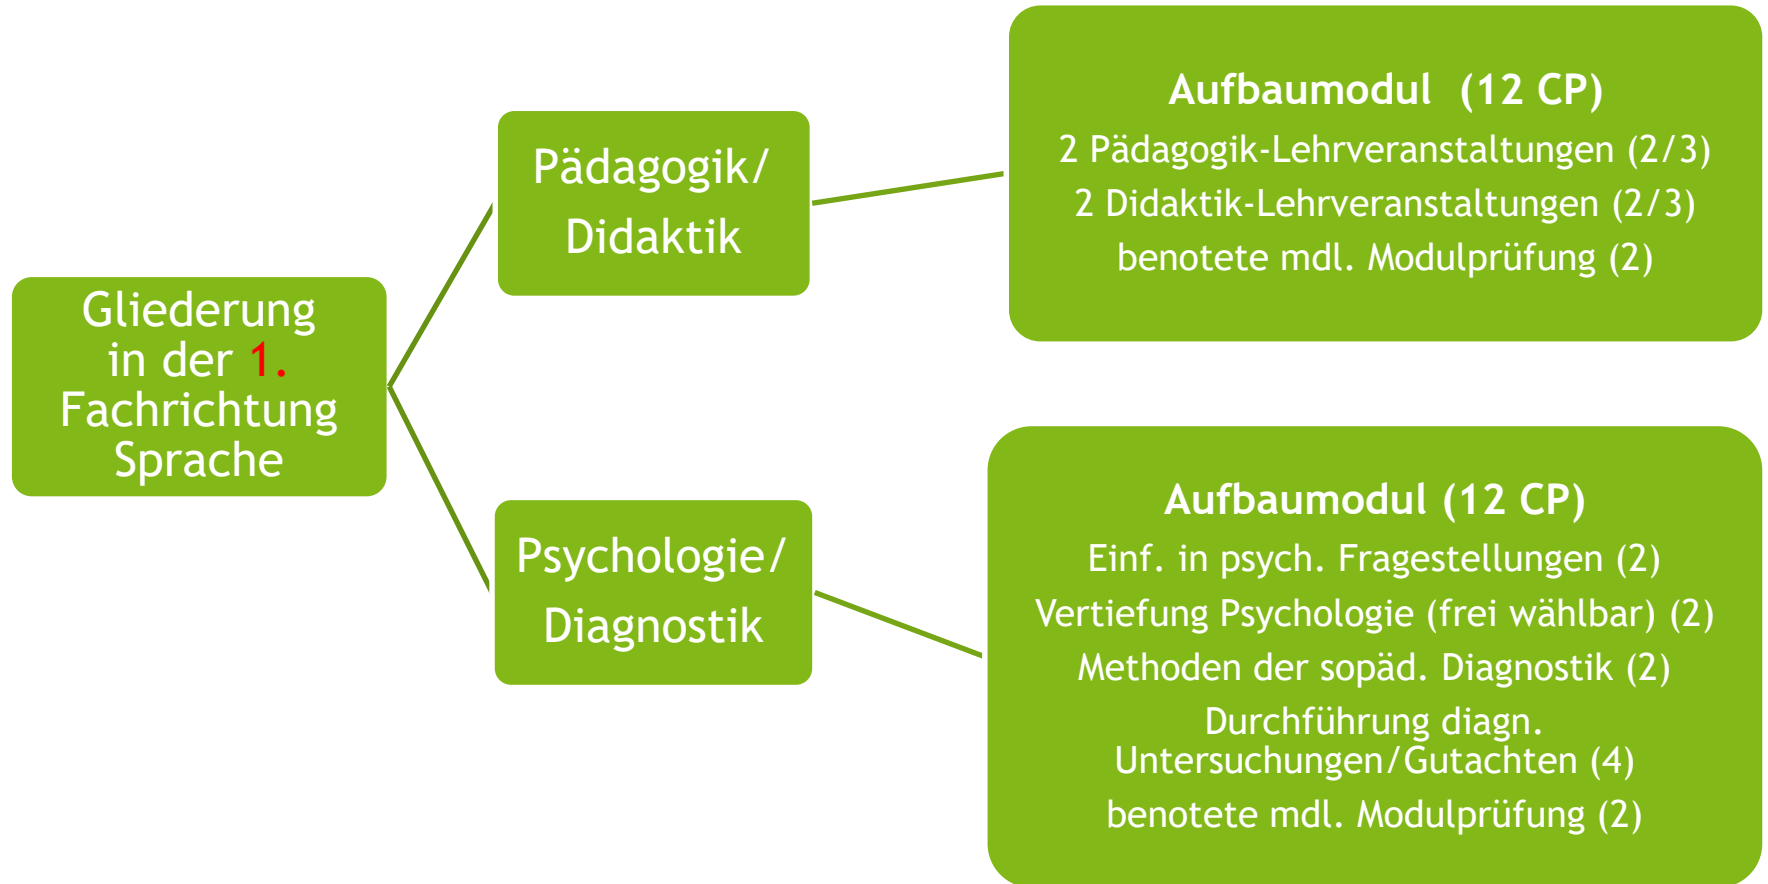 Gliederung
in der 1.
Fachrichtung
Sprache
Pädagogik/
Didaktik
Aufbaumodul (12 CP)
2 Pädagogik-Lehrveranstaltungen (2/3)
2 Didaktik-Lehrveranstaltungen (2/3)
benotete mdl. Modulprüfung (2)
Psychologie/
Diagnostik
Aufbaumodul (12 CP)
Einf. in psych. Fragestellungen (2)
Vertiefung Psychologie (frei wählbar) (2)
Methoden der sopäd. Diagnostik (2)
Durchführung diagn.
Untersuchungen/Gutachten (4)
benotete mdl. Modulprüfung (2)